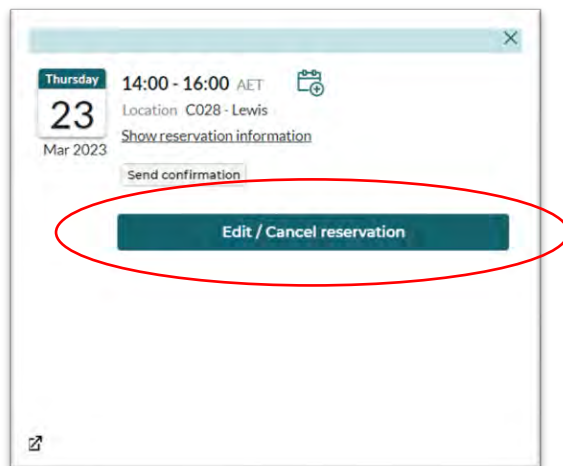 Thursday
23
Mar 2023
14:00 - 16:00 AET
Location C028 - Lewis
Show reservation information
Send confirmation
Edit / Cancel reservation